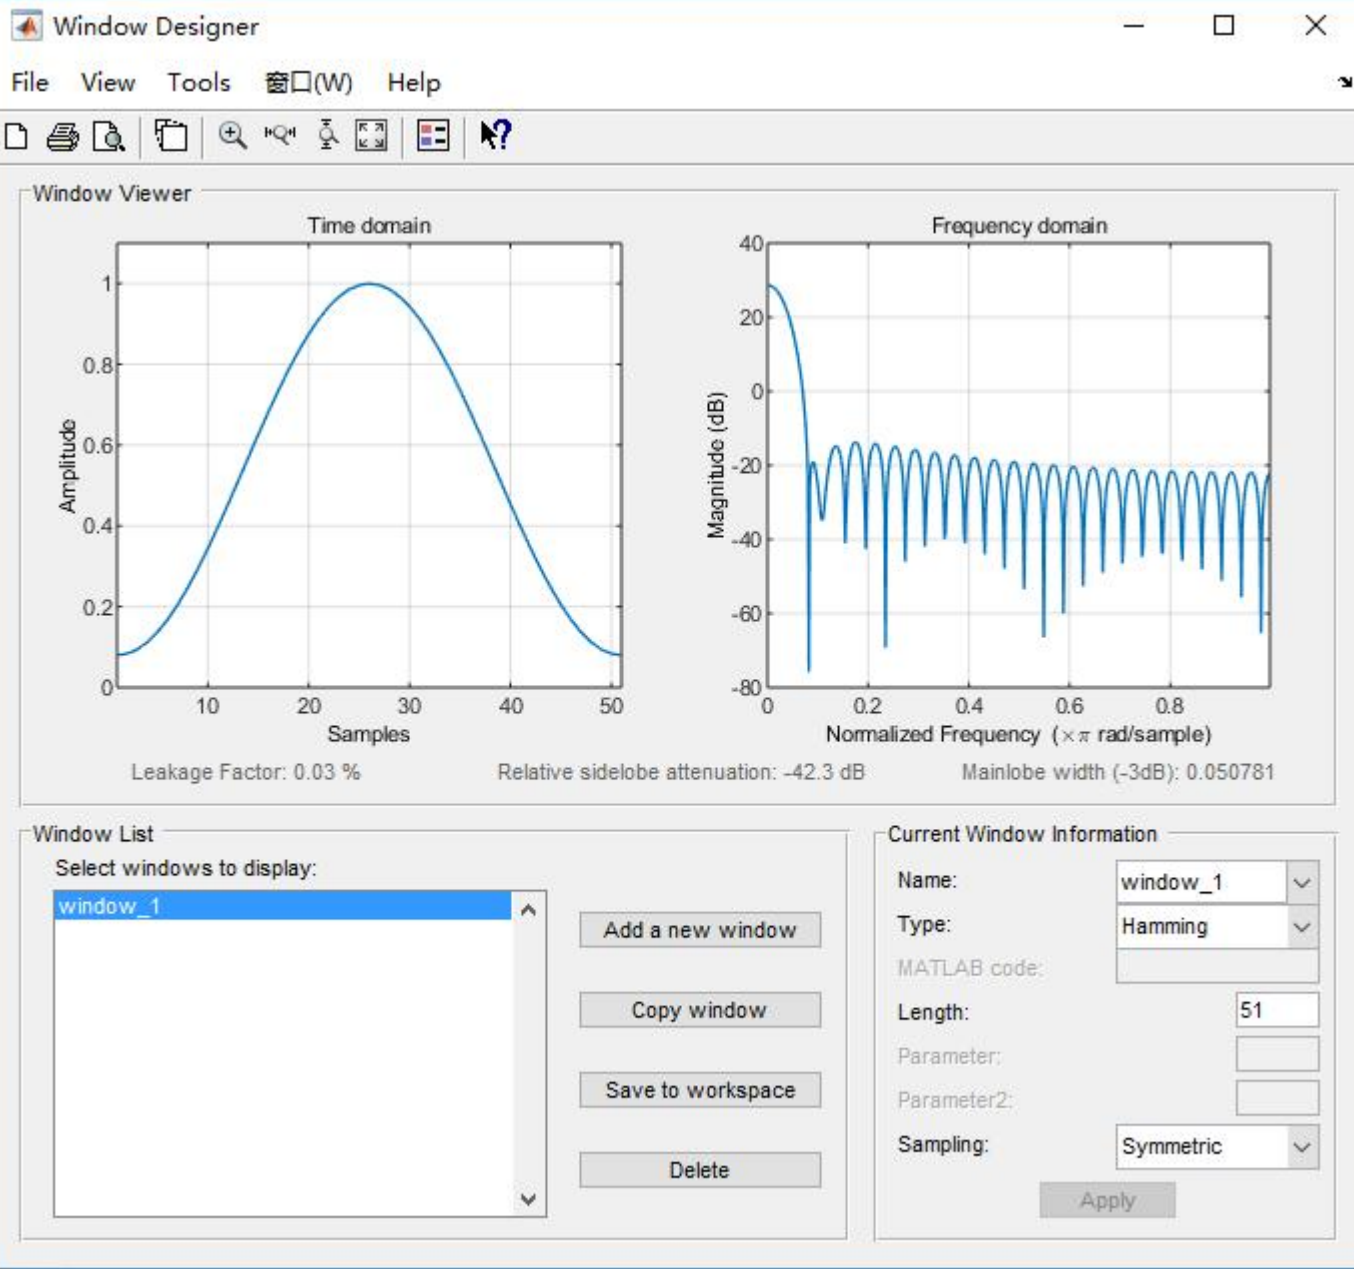 Window Designer
File View Tools 窗口(W) Help
Window Viewer
Time domain
Amplitude
1
0.8
0.6
0.4
0.2
0
10 20 30 40 50
Samples
Frequency domain
Magnitude (dB)
40
20
0
-20
-40
-60
-80
0 0.2 0.4 0.6 0.8
Normalized Frequency (×π rad/sample)
Leakage Factor: 0.03 % Relative sidelobe attenuation: -42.3 dB Mainlobe width (-3dB): 0.050781
Window List
Select windows to display:
window_1
Add a new window
Copy window
Save to workspace
Delete
Current Window Information
Name: window_1
Type: Hamming
MATLAB code:
Length: 51
Parameter:
Parameter2:
Sampling: Symmetric
Apply